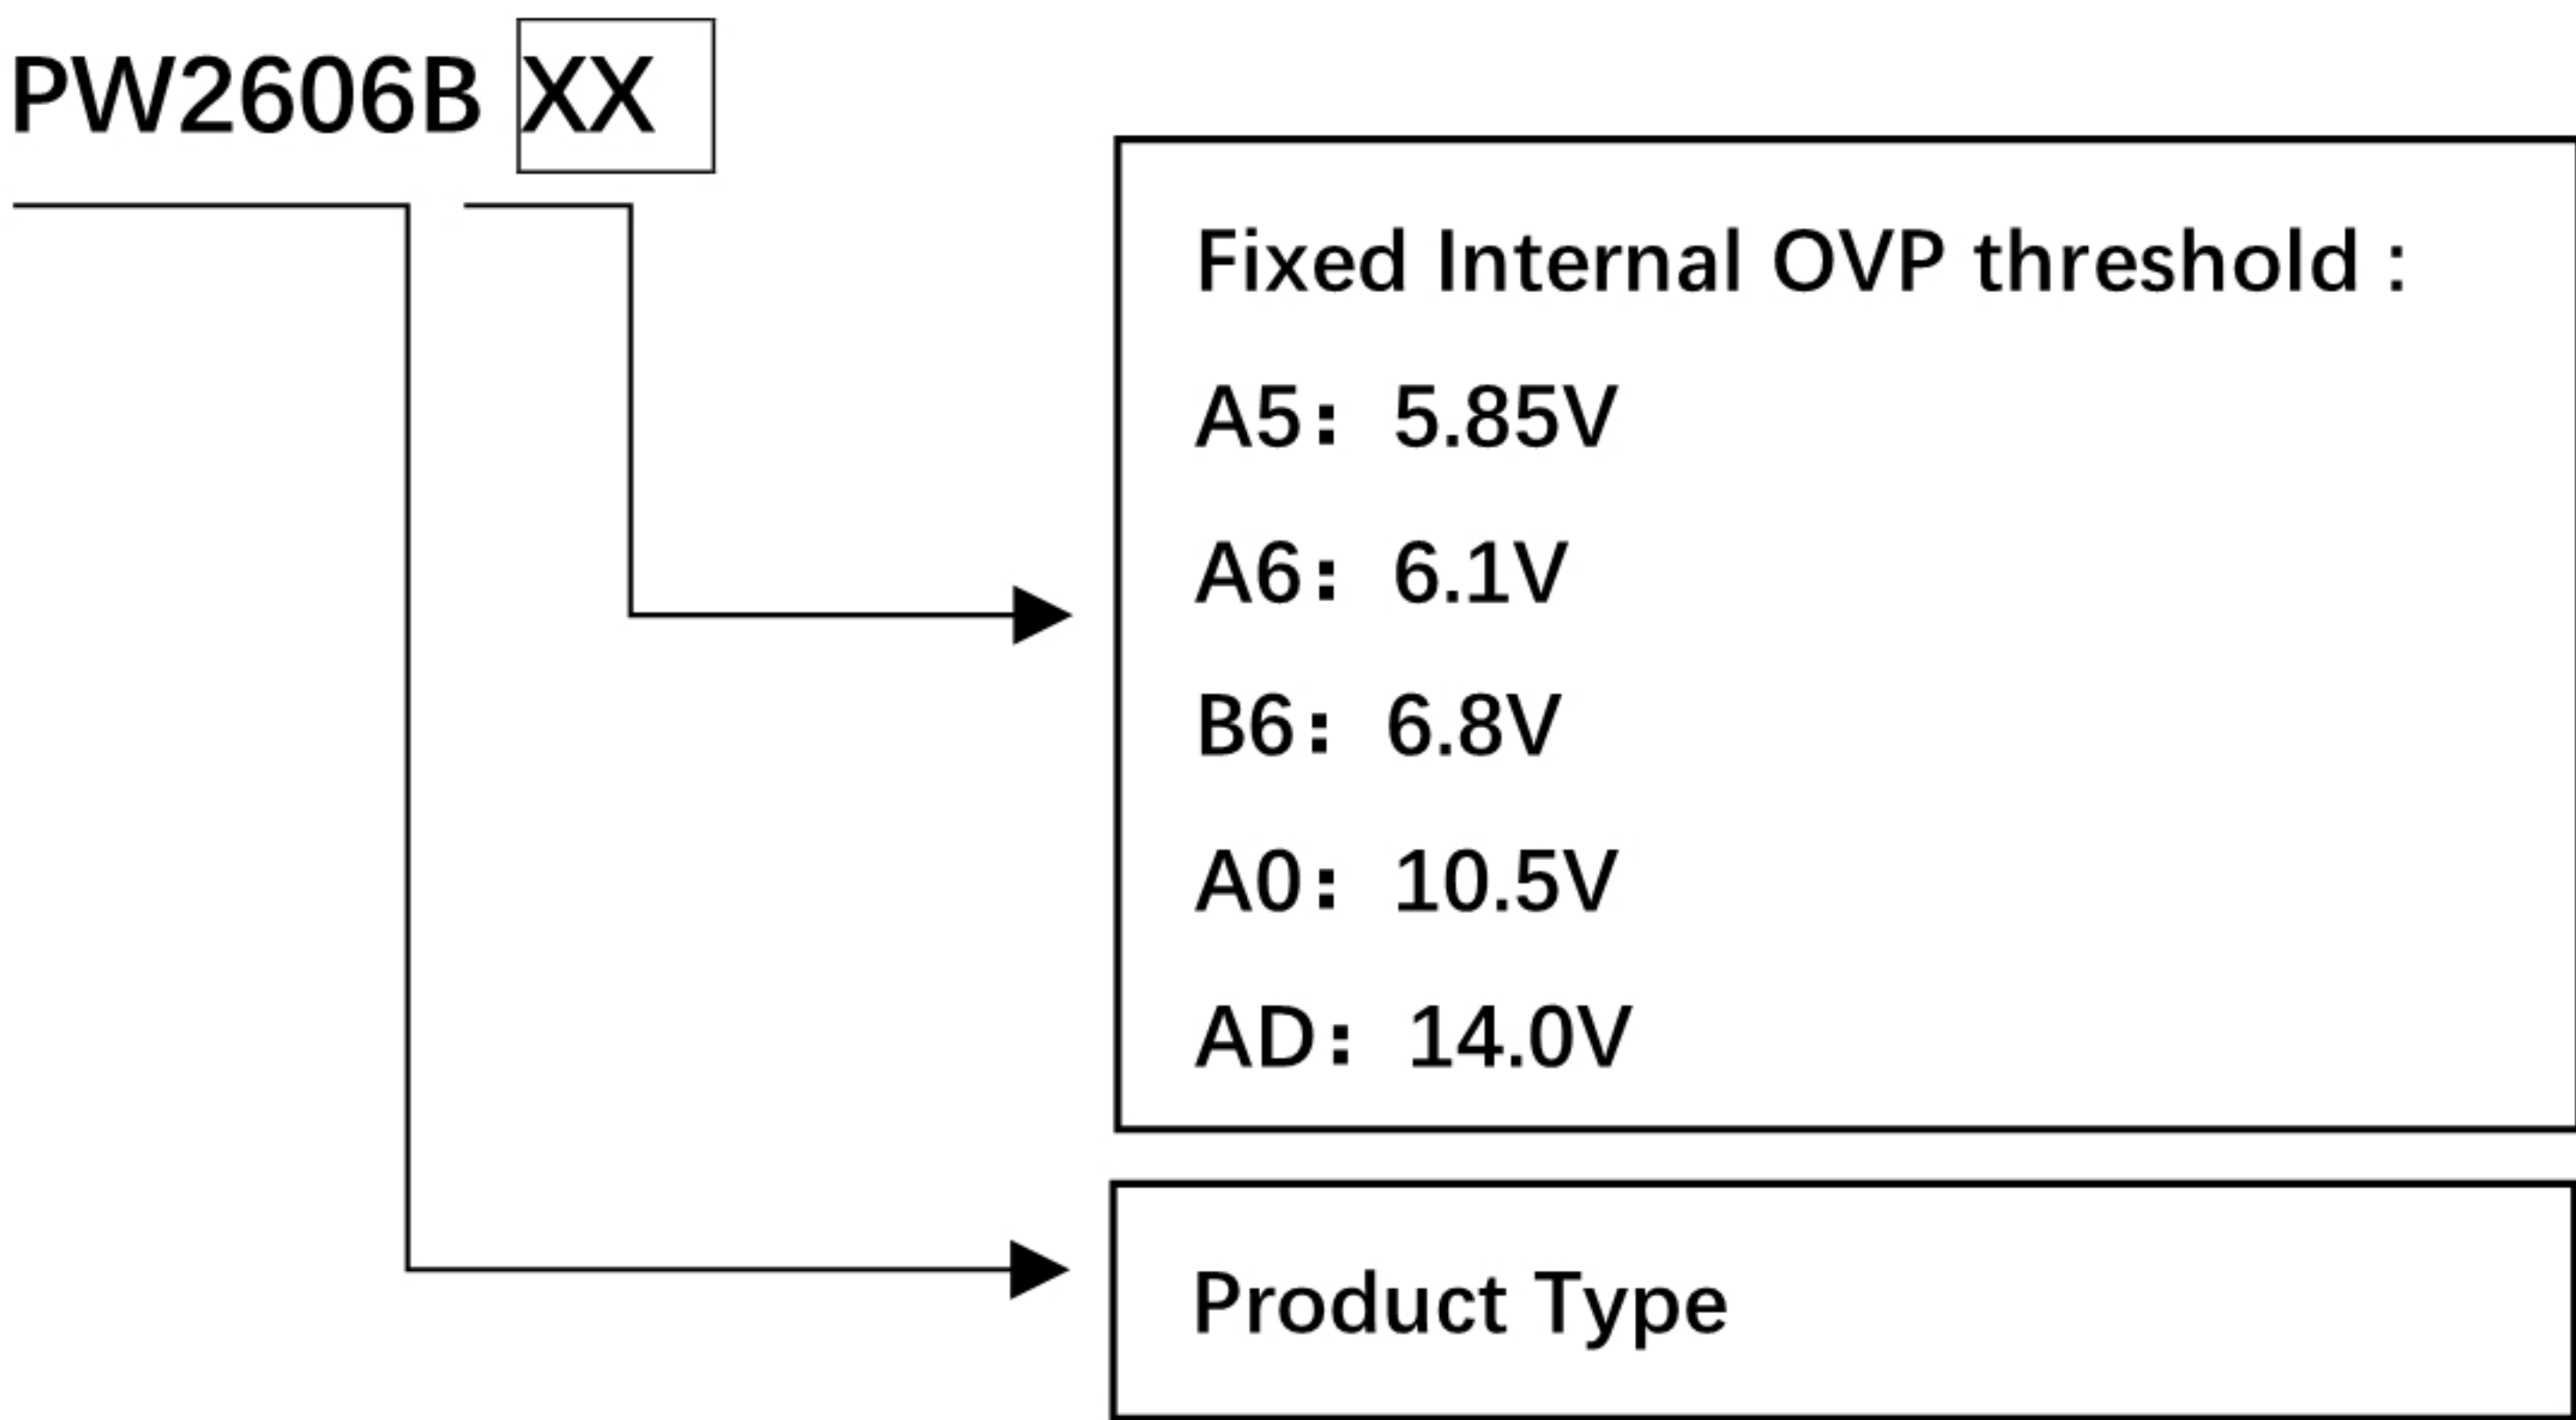 PW2606B XX
Fixed Internal OVP threshold :
A5：5.85V
A6：6.1V
B6：6.8V
A0：10.5V
AD：14.0V
Product Type